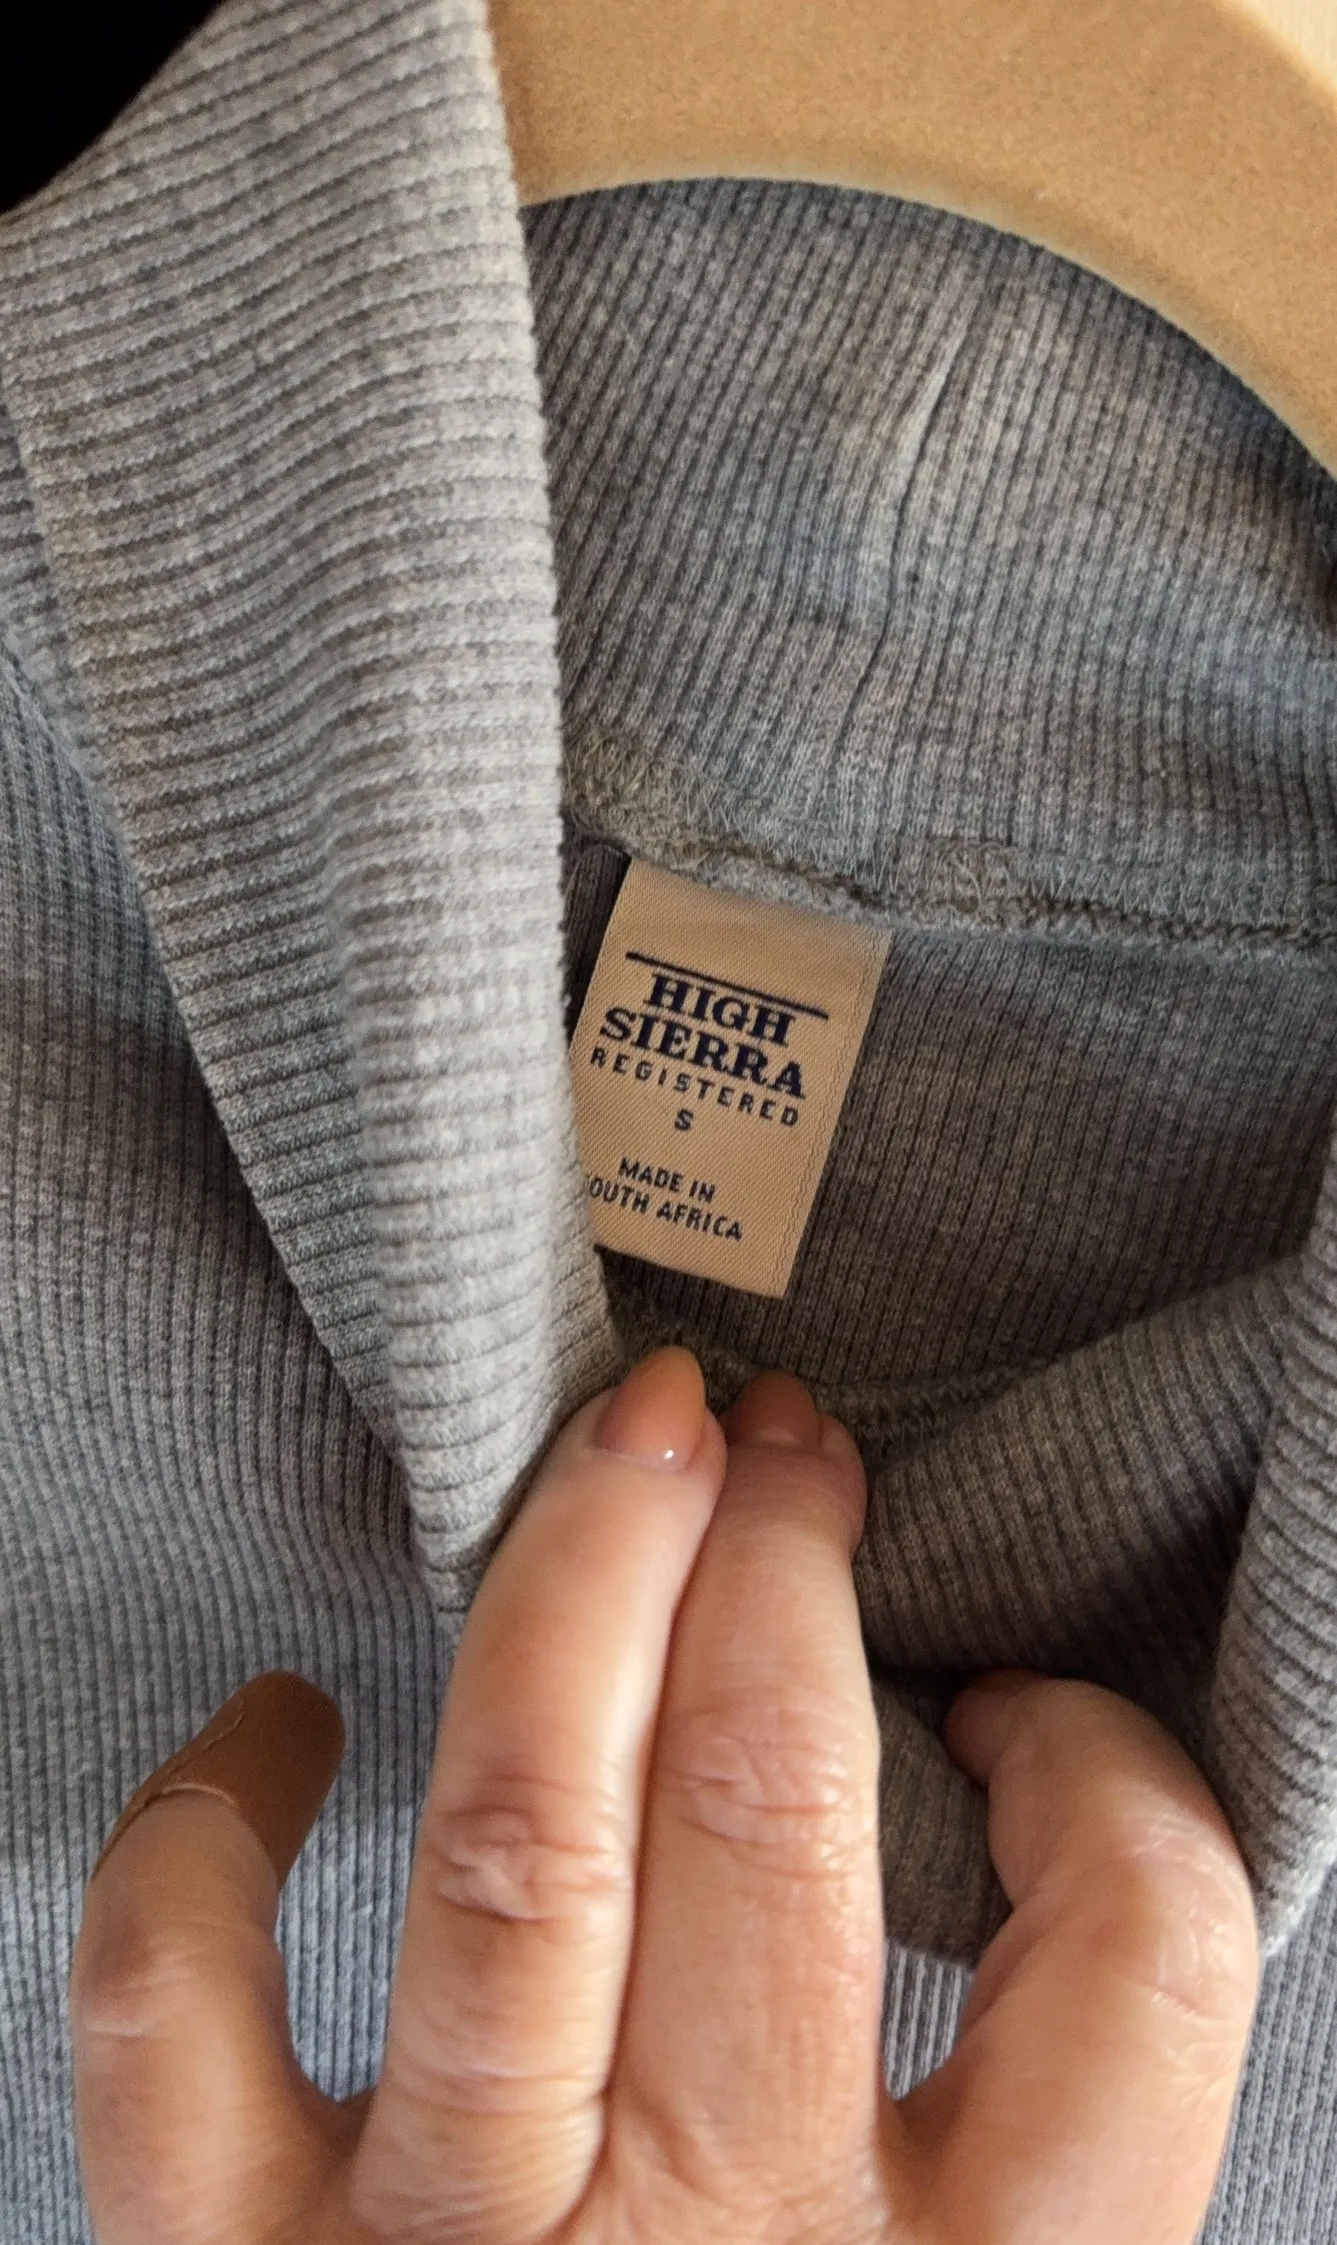 HIGH
SIERRA
REGISTERED
S
MADE IN
OUTH AFRICA